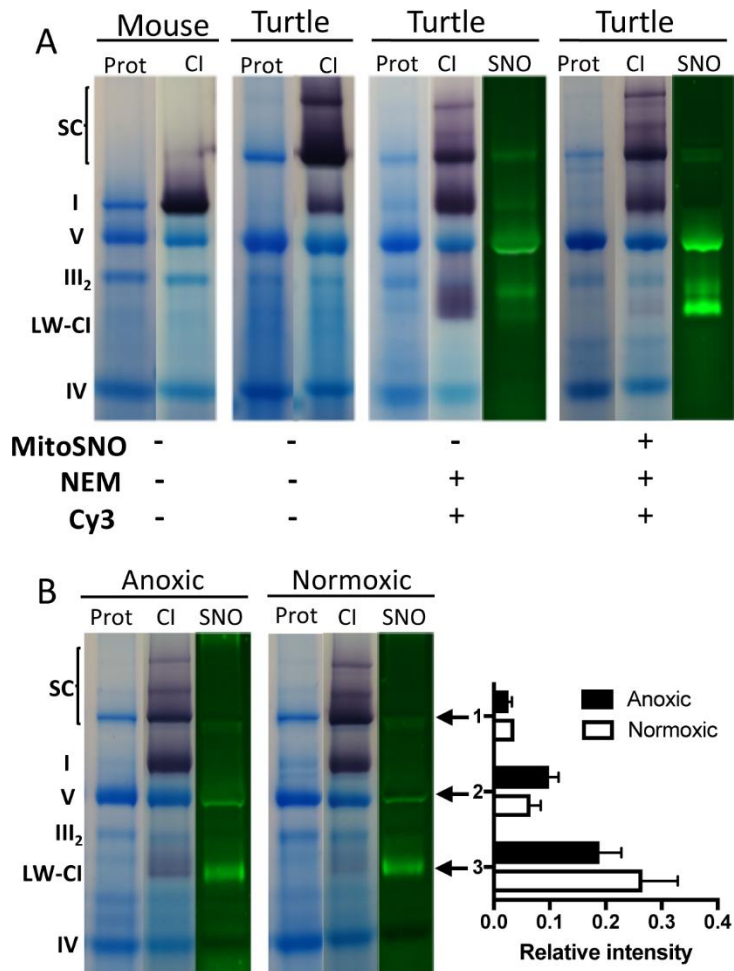 A
Mouse Turtle Turtle Turtle
Prot CI Prot CI Prot CI SNO Prot CI SNO
SC
I
V
III2
LW-CI
IV
MitoSNO - - - +
NEM - - + +
Cy3 - - + +
B
Anoxic Normoxic
Prot CI SNO Prot CI SNO
SC
I
V
III2
LW-CI
IV
1
2
3
Anoxic
Normoxic
0.0 0.1 0.2 0.3 0.4
Relative intensity